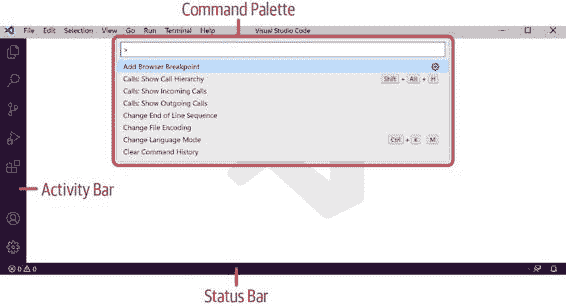 Command Palette
File Edit Selection View Go Run Terminal Help Visual Studio Code
>
Add Browser Breakpoint
Calls: Show Call Hierarchy Shift + Alt + H
Calls: Show Incoming Calls
Calls: Show Outgoing Calls
Change End of Line Sequence
Change File Encoding
Change Language Mode Ctrl + K M
Clear Command History
Activity Bar
0 0
Status Bar